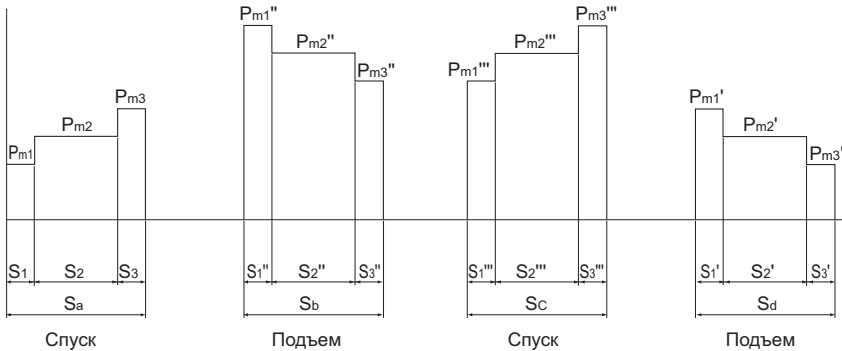 Pm1'' Pm3'''
Pm2'' Pm2'''
Pm3 Pm3'' Pm1''' Pm1'
Pm2 Pm2'
Pm1 Pm3'
S1 S2 S3 S1'' S2'' S3'' S1''' S2''' S3''' S1' S2' S3'
Sa Sb SC Sd
Спуск Подъем Спуск Подъем